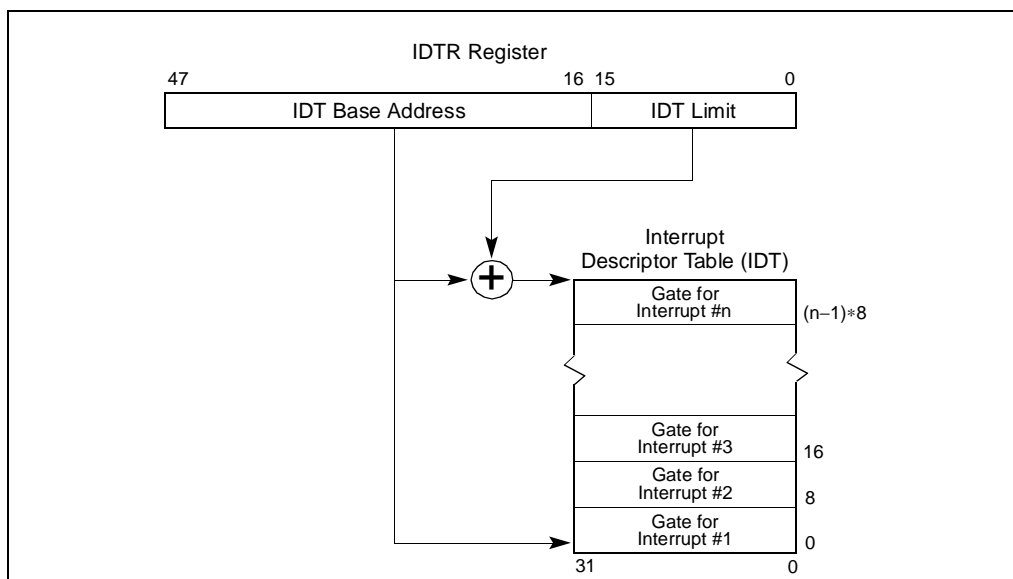 IDTR Register
47 16 15 0
IDT Base Address IDT Limit
+
Interrupt
Descriptor Table (IDT)
Gate for
Interrupt #n
(n−1)∗8
Gate for
Interrupt #3
16
Gate for
Interrupt #2
8
Gate for
Interrupt #1
0
31 0